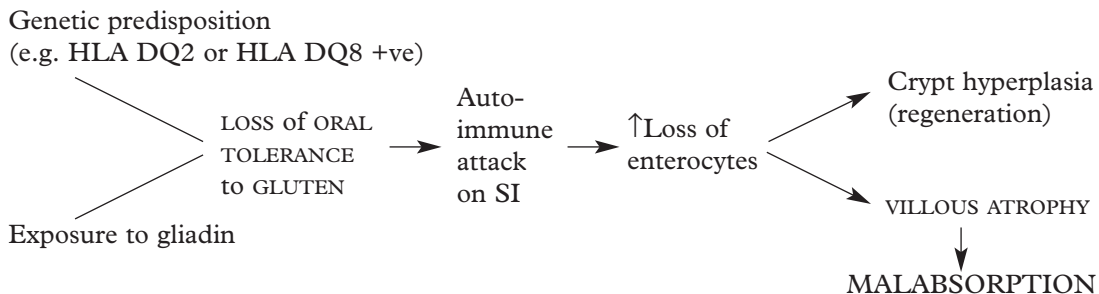 Genetic predisposition
(e.g. HLA DQ2 or HLA DQ8 +ve)
LOSS of ORAL
TOLERANCE
to GLUTEN
Exposure to gliadin
Auto-
immune
attack
on SI
↑Loss of
enterocytes
Crypt hyperplasia
(regeneration)
VILLOUS ATROPHY
MALABSORPTION